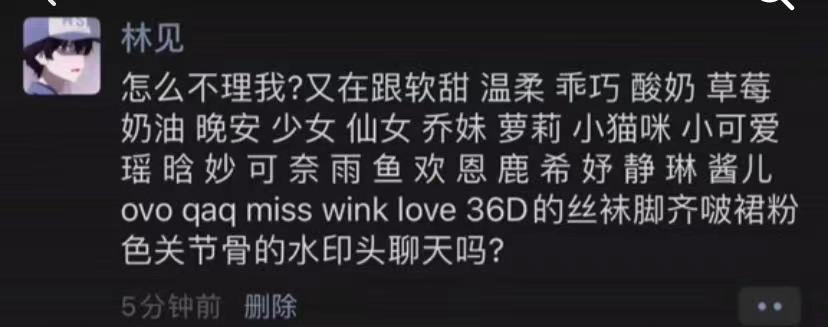 林见
怎么不理我?又在跟软甜 温柔 乖巧 酸奶 草莓
奶油 晚安 少女 仙女 乔妹 萝莉 小猫咪 小可爱
瑶 晗 妙 可 奈 雨 鱼 欢 恩 鹿 希 妤 静 琳 酱儿
ovo qaq miss wink love 36D的丝袜脚齐啵裙粉
色关节骨的水印头聊天吗?
5分钟前 删除